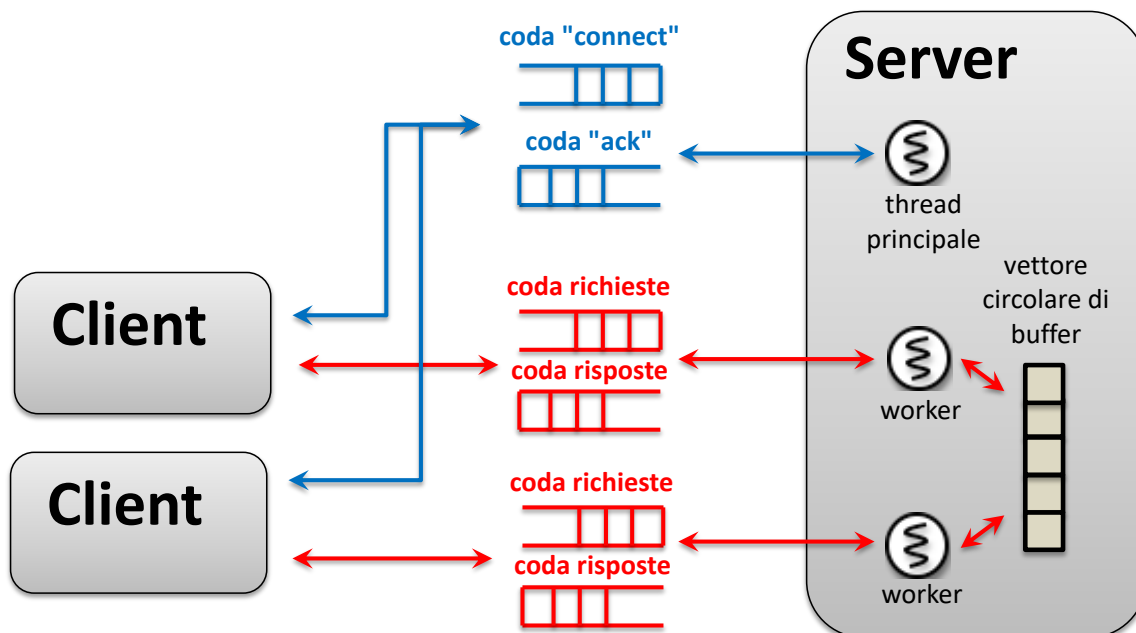 coda "connect"
coda "ack"
Server
thread
principale
vettore
circolare di
buffer
Client
coda richieste
coda risposte
worker
Client
coda richieste
coda risposte
worker